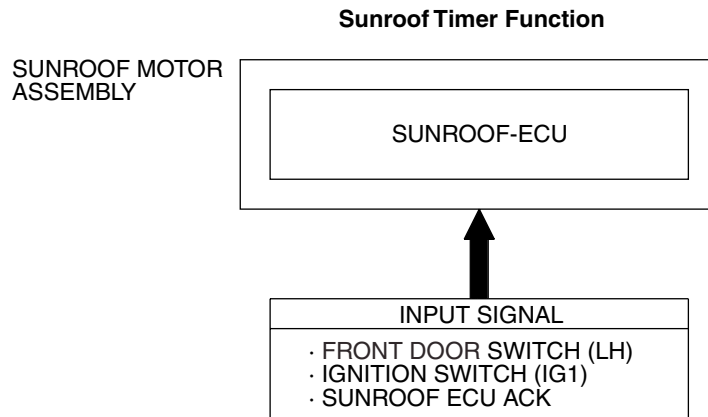 Sunroof Timer Function
SUNROOF MOTOR
ASSEMBLY
SUNROOF-ECU
INPUT SIGNAL
· FRONT DOOR SWITCH (LH)
· IGNITION SWITCH (IG1)
· SUNROOF ECU ACK